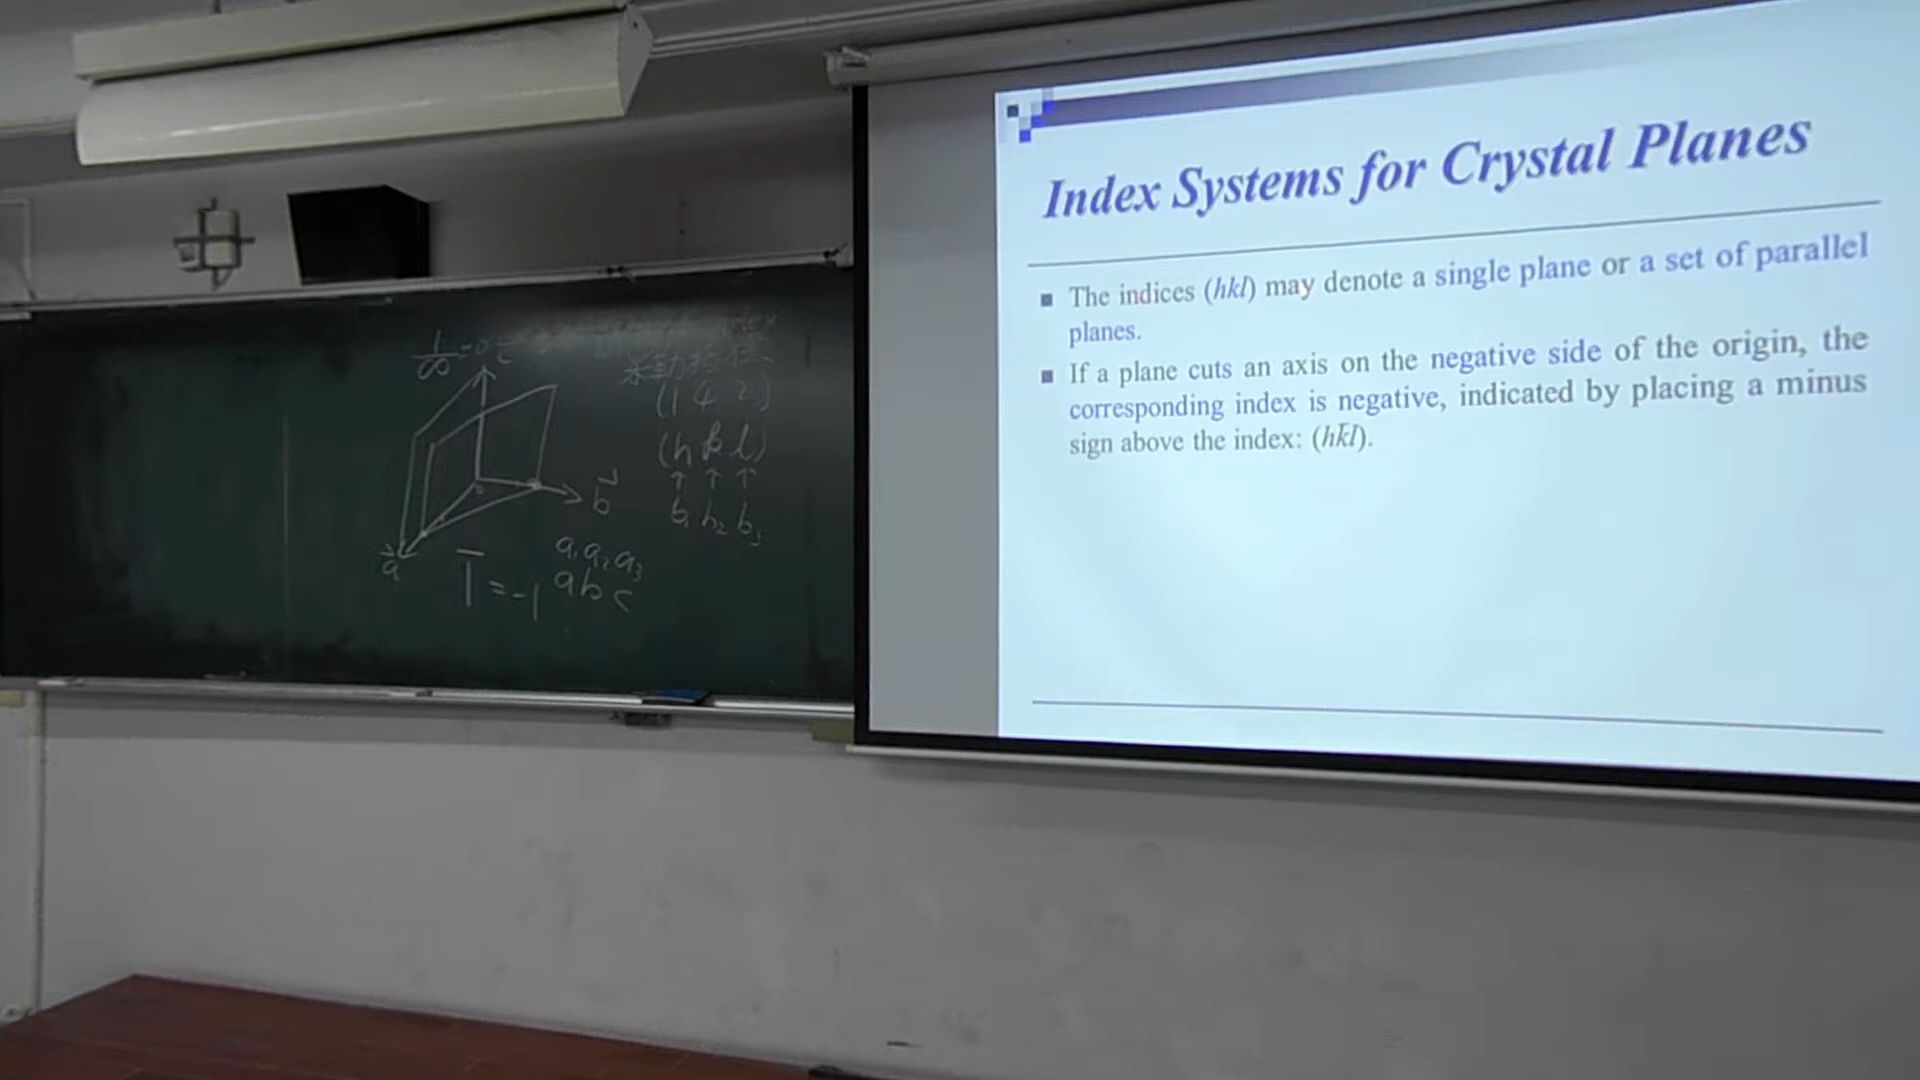 Index Systems for Crystal Planes
The indices (hkl) may denote a single plane or a set of parallel
planes.
If a plane cuts an axis on the negative side of the origin, the
corresponding index is negative, indicated by placing a minus
sign above the index: (hk̄l).
1/∞ = 0 c
(1 4 2)
(h k l)
↑ ↑ ↑
b₁ b₂ b₃
b⃗
a⃗
a₁ a₂ a₃
a b c
1̄ = -1